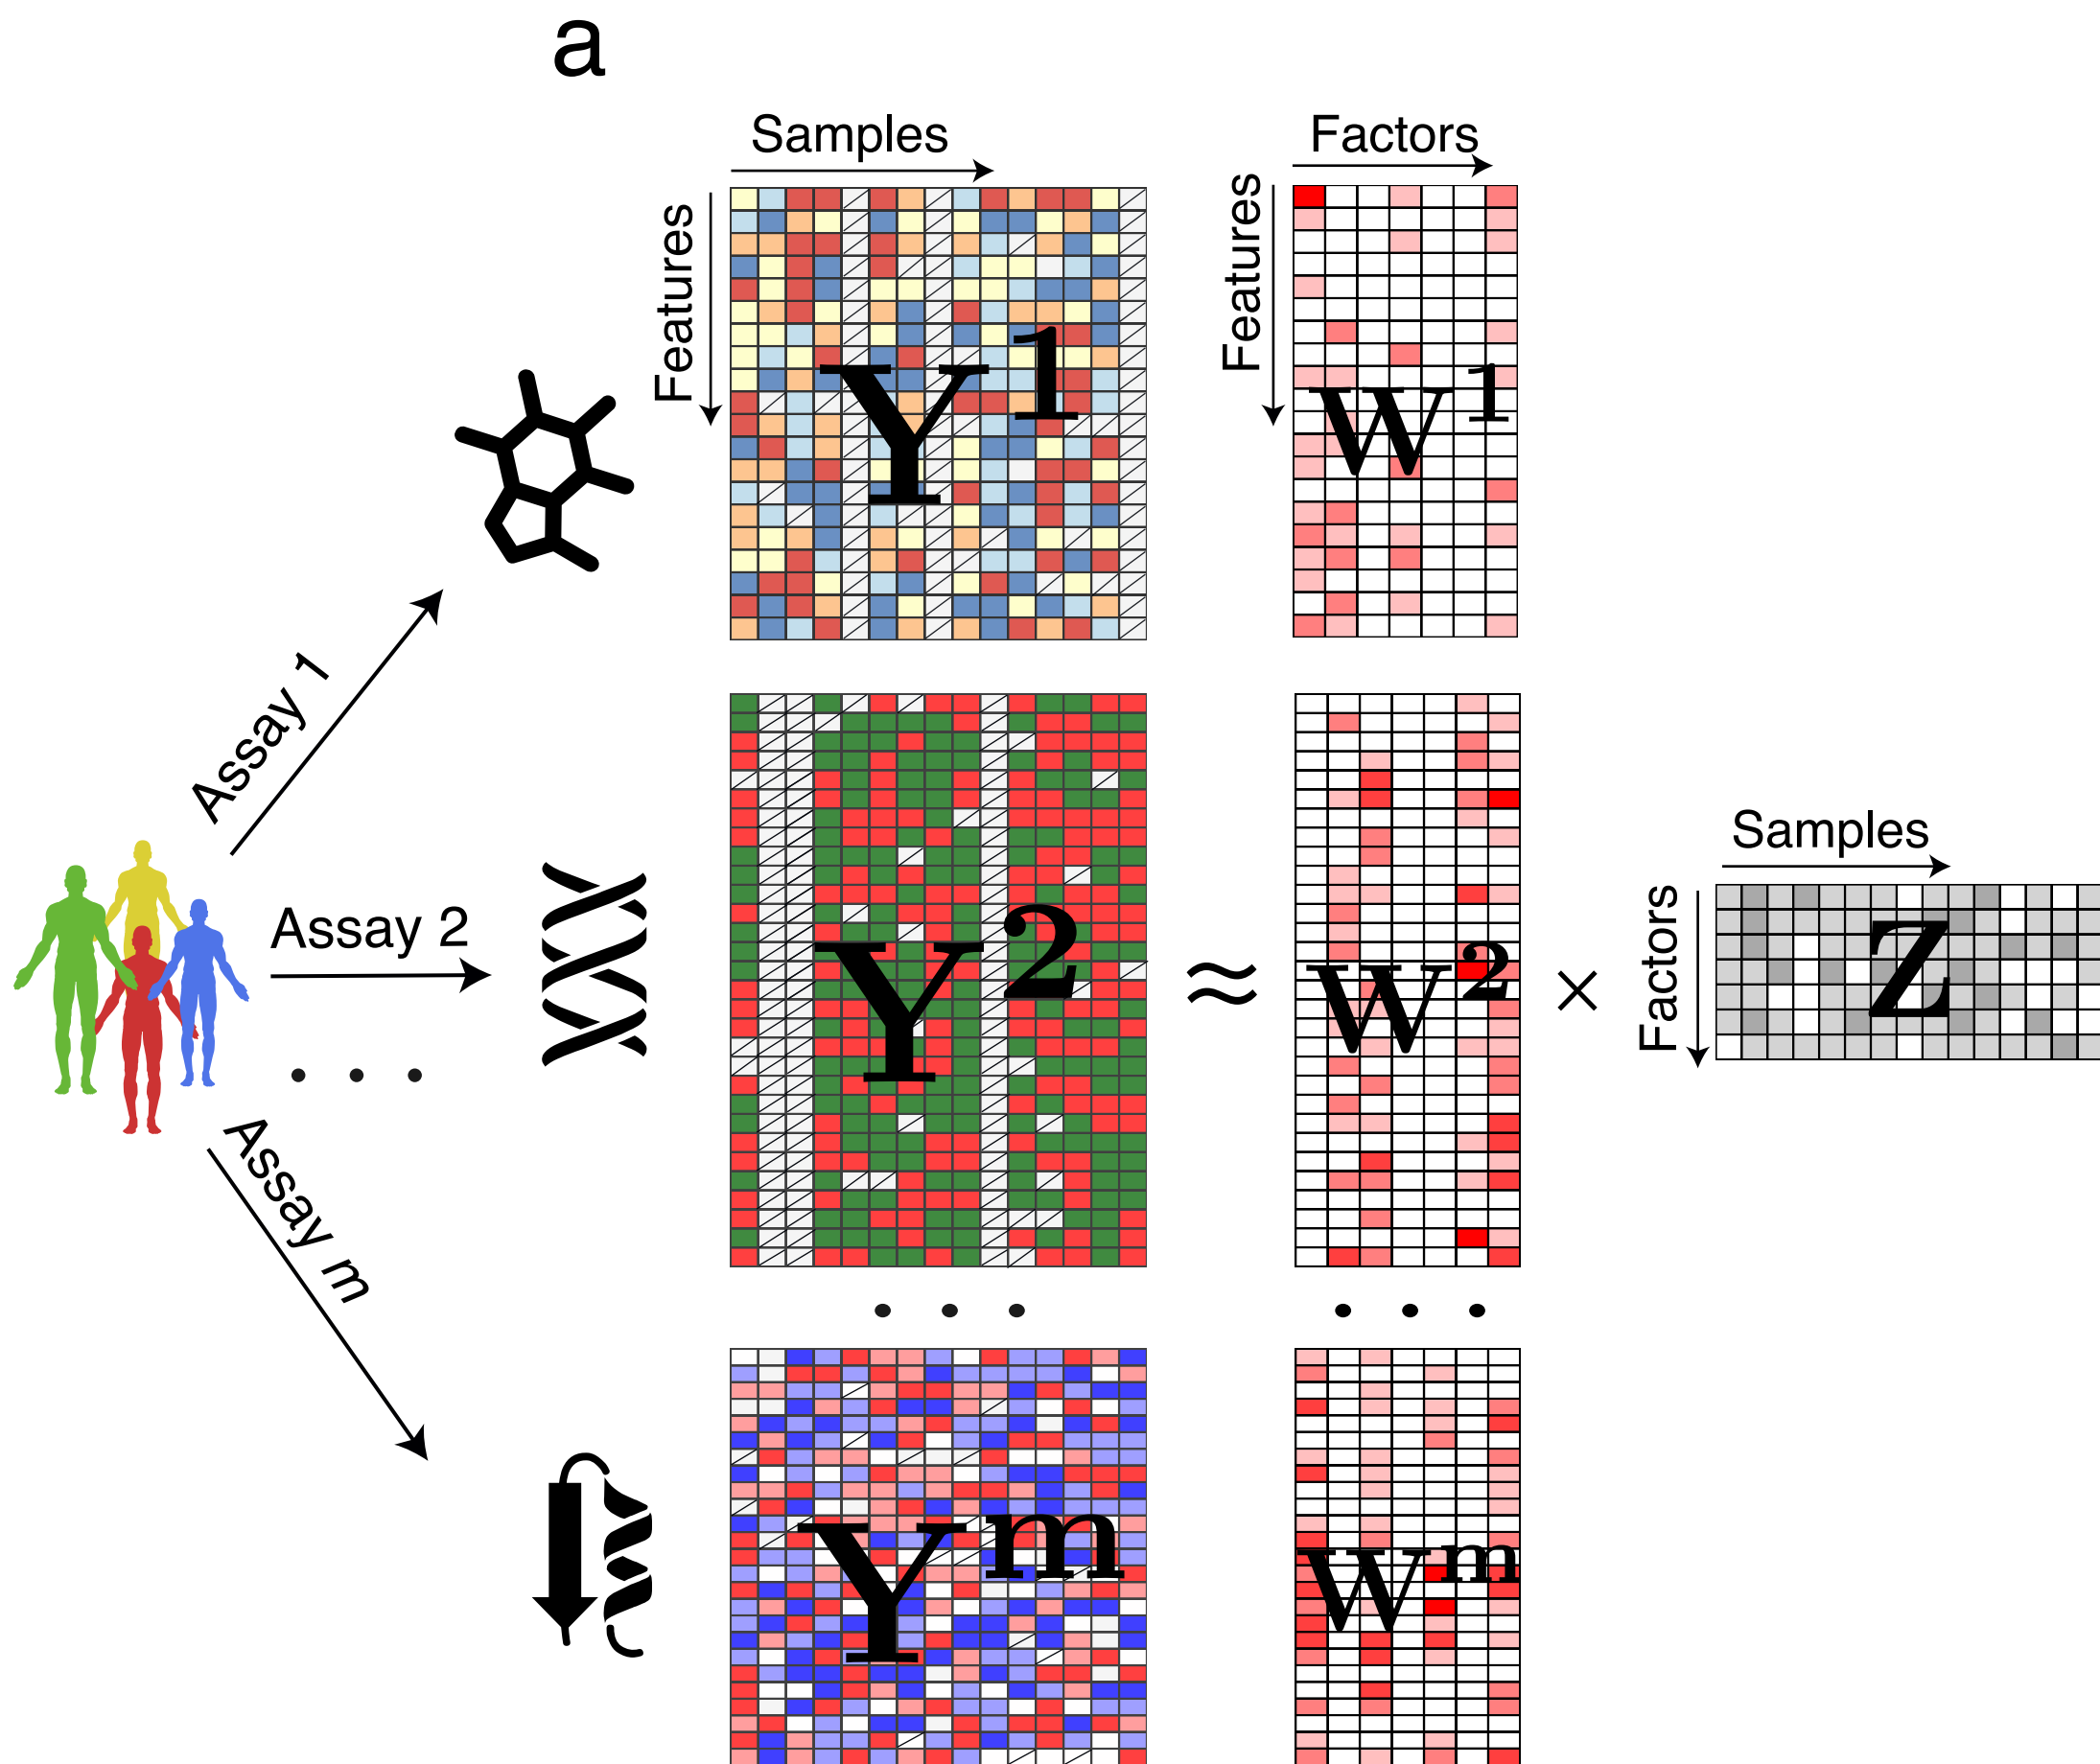 a
Samples
Features
Y1
Factors
Features
W1
Assay 1
Assay 2
. . .
Assay m
Y2
≈
W2
×
Samples
Factors
Z
. . .
. . .
Ym
Wm